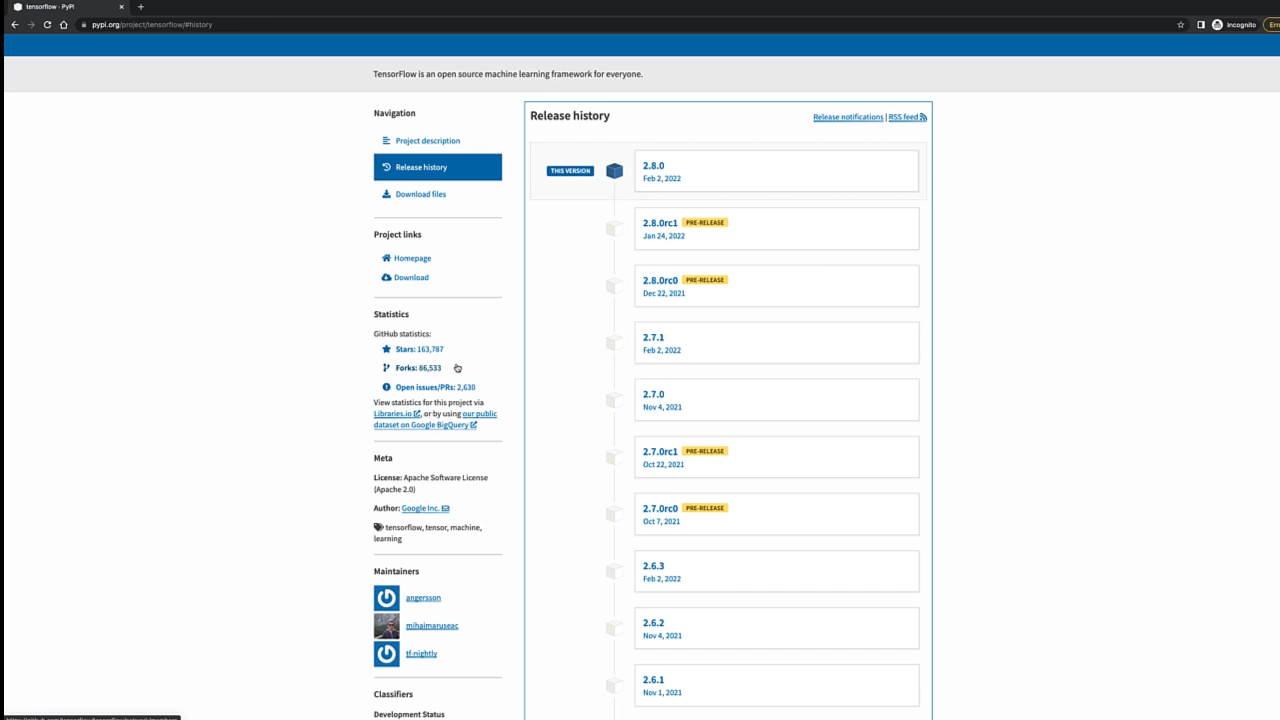 tensorflow · PyPI
pypi.org/project/tensorflow/#history
Incognito
TensorFlow is an open source machine learning framework for everyone.
Navigation
Project description
Release history
Download files
Project links
Homepage
Download
Statistics
GitHub statistics:
Stars: 163,787
Forks: 86,533
Open issues/PRs: 2,630
View statistics for this project via
Libraries.io, or by using our public
dataset on Google BigQuery
Meta
License: Apache Software License
(Apache 2.0)
Author: Google Inc.
tensorflow, tensor, machine,
learning
Maintainers
angersson
mihaimaruseac
tf-nightly
Classifiers
Development Status
Release history
Release notifications | RSS feed
THIS VERSION
2.8.0
Feb 2, 2022
2.8.0rc1 PRE-RELEASE
Jan 24, 2022
2.8.0rc0 PRE-RELEASE
Dec 22, 2021
2.7.1
Feb 2, 2022
2.7.0
Nov 4, 2021
2.7.0rc1 PRE-RELEASE
Oct 22, 2021
2.7.0rc0 PRE-RELEASE
Oct 7, 2021
2.6.3
Feb 2, 2022
2.6.2
Nov 4, 2021
2.6.1
Nov 1, 2021